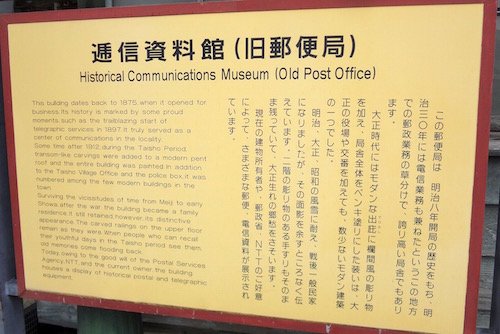 逓信資料館(旧郵便局)
Historical Communications Museum (Old Post Office)
This building dates back to 1875, when it opened for
business. Its history is marked by some proud
moments, such as the trailblazing start of
telegraphic services in 1897. It truly served as a
center of communications in the locality.
Some time after 1912, during the Taisho Period,
transom-like carvings were added to a modern pent
roof and the entire building was painted. In addition
to the Taisho Village Office and the police box, it was
numbered among the few modern buildings in the
town.
Surviving the vicissitudes of time from Meiji to early
Showa, after the war the building became a family
residence. It still retained however, its distinctive
appearance. The carved railings on the upper floor
remain as they were. When people who can recall
their youthful days in the Taisho period see them,
old memories come flooding back.
Today, owing to the good will of the Postal Services
Agency, NTT, and the current owner, the building
houses a display of historical postal and telegraphic
equipment.
この郵便局は、明治八年開局の歴史をもち、明
治三〇年には電信業務も兼ねたというこの地方
での郵政業務の草分けで、誇り高い局舎であり
ます。
大正時代にはモダンな出庇に欄間風の彫り物
を加え、局舎全体をペンキ塗りにした装いは、大
正の役場や交番を加えても、数少ないモダン建築
の一つでした。
明治、大正、昭和の風雪に耐え、戦後一般民家
になりましたが、その面影を余すところなく伝
えています。二階の彫り物のある手すりもそのま
ま残っていて、大正生れの郷愁をさそいます。
現在の建物所有者や、郵政省、NTTのご好意
によって、さまざまな郵便、電信資料が展示され
ています。